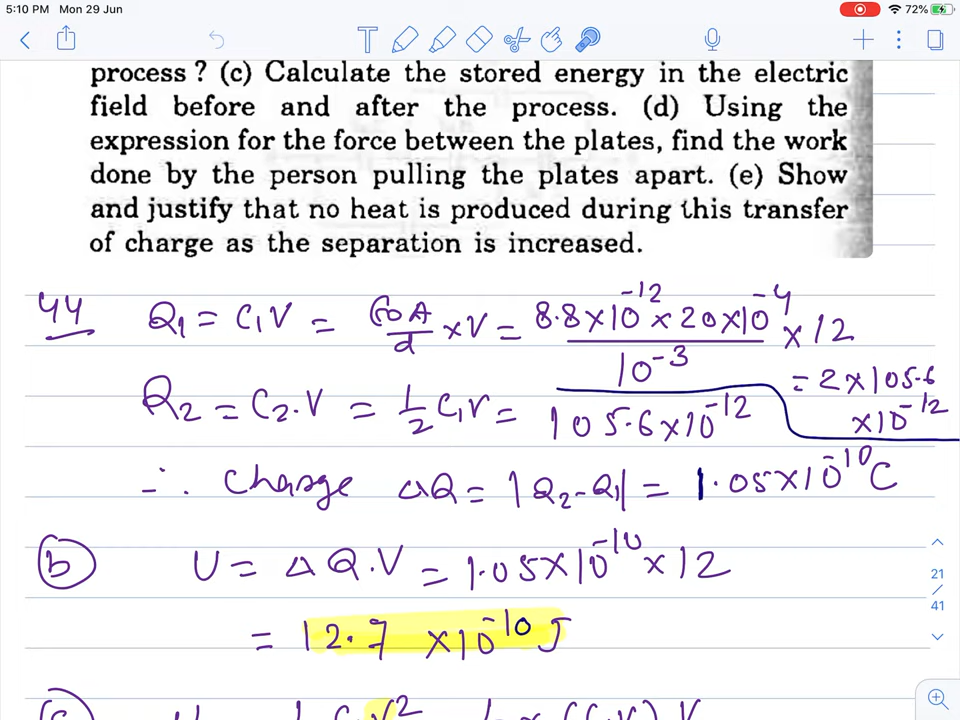 5:10 PM Mon 29 Jun
72%
process ? (c) Calculate the stored energy in the electric
field before and after the process. (d) Using the
expression for the force between the plates, find the work
done by the person pulling the plates apart. (e) Show
and justify that no heat is produced during this transfer
of charge as the separation is increased.
44 Q₁ = C₁V = ε₀A/d × V = 8.8×10⁻¹² × 20×10⁻⁴ / 10⁻³ × 12
= 2×105.6 ×10⁻¹²
Q₂ = C₂.V = 1/2 C₁V = 105.6×10⁻¹²
∴ Charge ΔQ = |Q₂-Q₁| = 1.05×10⁻¹⁰ C
(b) U = ΔQ.V = 1.05×10⁻¹⁰ × 12
= 12.7 ×10⁻¹⁰ J
21
/
41